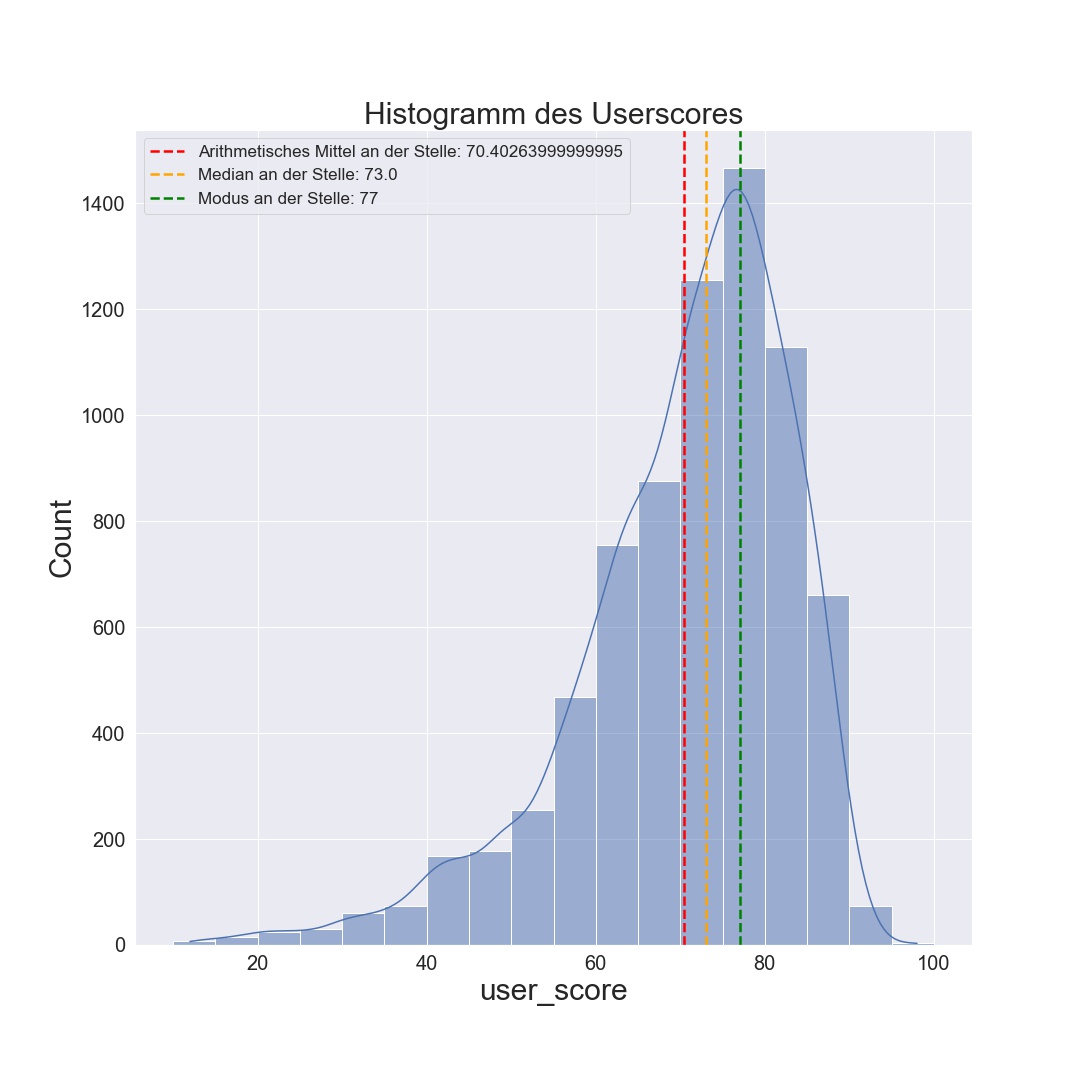 Histogramm des Userscores
Arithmetisches Mittel an der Stelle: 70.40263999999995
Median an der Stelle: 73.0
Modus an der Stelle: 77
1400
1200
1000
800
600
400
200
0
Count
20 40 60 80 100
user_score